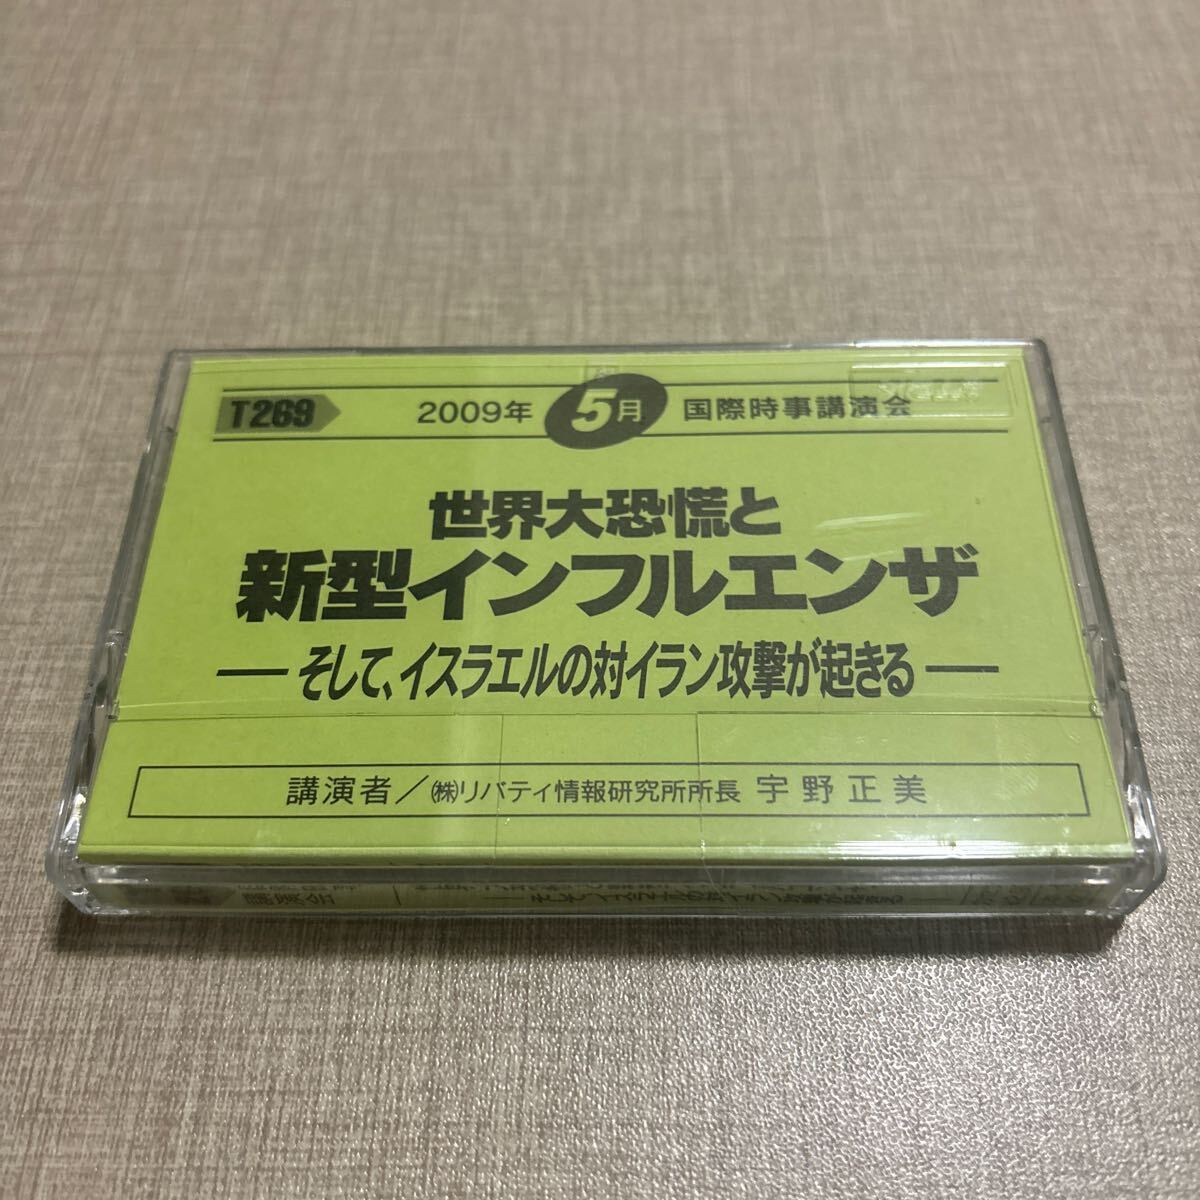 T269 2009年 5月 国際時事講演会
世界大恐慌と
新型インフルエンザ
― そして、イスラエルの対イラン攻撃が起きる ―
講演者／㈱リバティ情報研究所所長 宇野正美